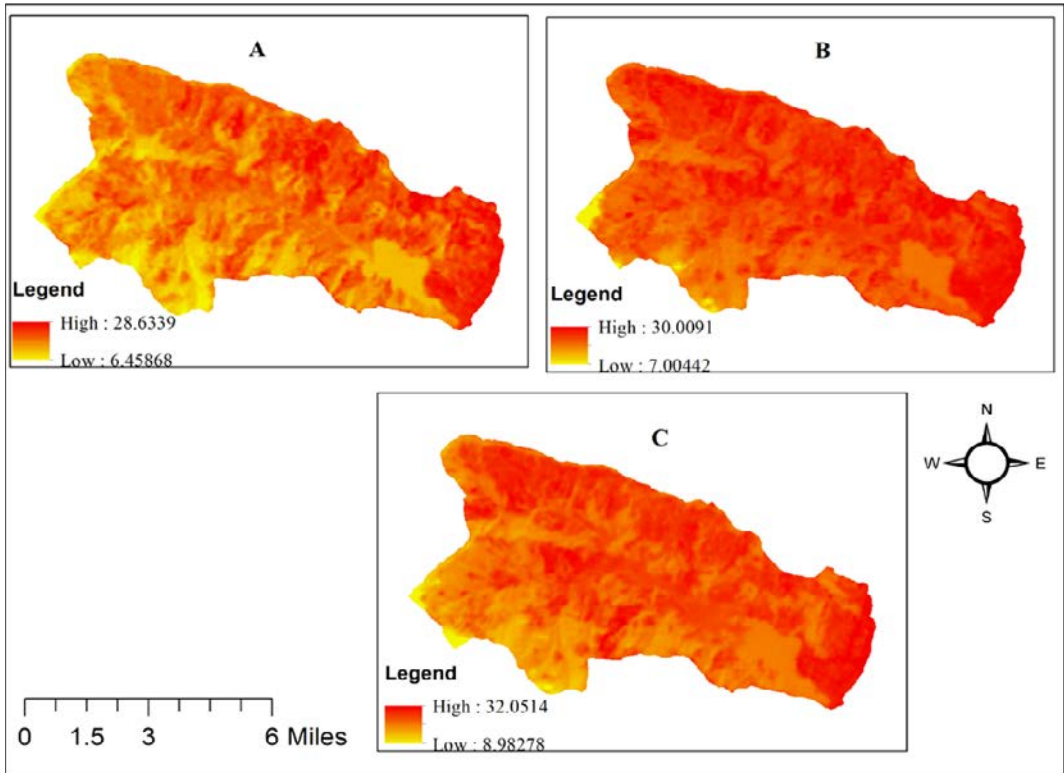 A
Legend
High : 28.6339
Low : 6.45868
B
Legend
High : 30.0091
Low : 7.00442
C
Legend
High : 32.0514
Low : 8.98278
N
W E
S
0 1.5 3 6 Miles